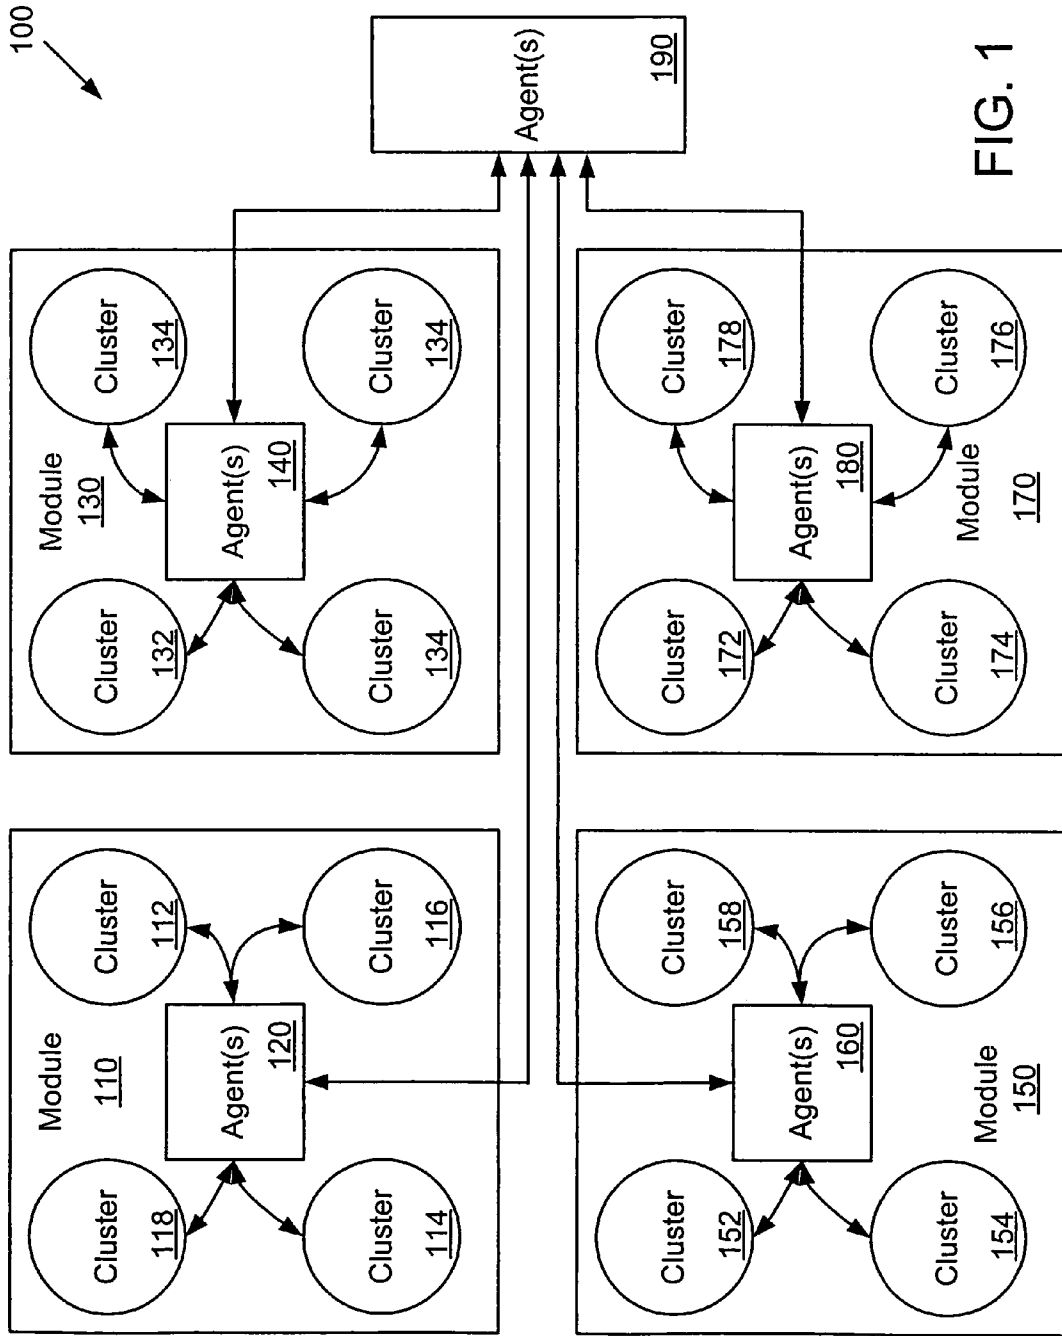 100
Cluster
118
Module
110
Cluster
112
Agent(s)
120
Cluster
114
Cluster
116
Cluster
132
Module
130
Cluster
134
Agent(s)
140
Cluster
134
Cluster
134
Agent(s)
190
Cluster
152
Cluster
158
Agent(s)
160
Cluster
154
Module
150
Cluster
156
Cluster
172
Cluster
178
Agent(s)
180
Cluster
174
Module
170
Cluster
176
FIG. 1